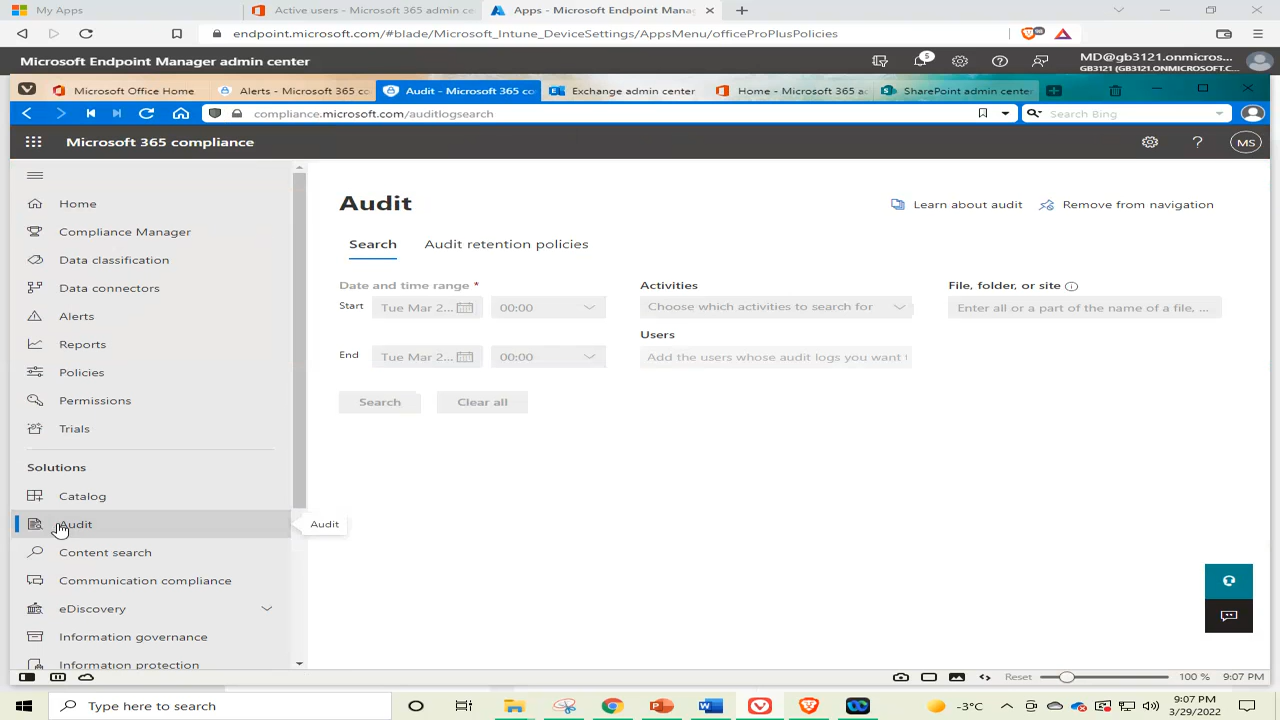 My Apps
Active users - Microsoft 365 admin ce
Apps - Microsoft Endpoint Mana
endpoint.microsoft.com/#blade/Microsoft_Intune_DeviceSettings/AppsMenu/officeProPlusPolicies
Microsoft Endpoint Manager admin center
5
MD@gb3121.onmicros...
GB3121 (GB3121.ONMICROSOFT.C...
Microsoft Office Home
Alerts - Microsoft 365 co
Audit - Microsoft 365 co
Exchange admin center
Home - Microsoft 365 ac
SharePoint admin center
compliance.microsoft.com/auditlogsearch
Search Bing
Microsoft 365 compliance
MS
Home
Compliance Manager
Data classification
Data connectors
Alerts
Reports
Policies
Permissions
Trials
Solutions
Catalog
Audit
Content search
Communication compliance
eDiscovery
Information governance
Information protection
Audit
Audit
Learn about audit
Remove from navigation
Search
Audit retention policies
Date and time range *
Start
Tue Mar 2...
00:00
End
Tue Mar 2...
00:00
Activities
Choose which activities to search for
Users
Add the users whose audit logs you want t
File, folder, or site
Enter all or a part of the name of a file, ...
Search
Clear all
Reset
100 %
9:07 PM
Type here to search
-3°C
9:07 PM
3/29/2022